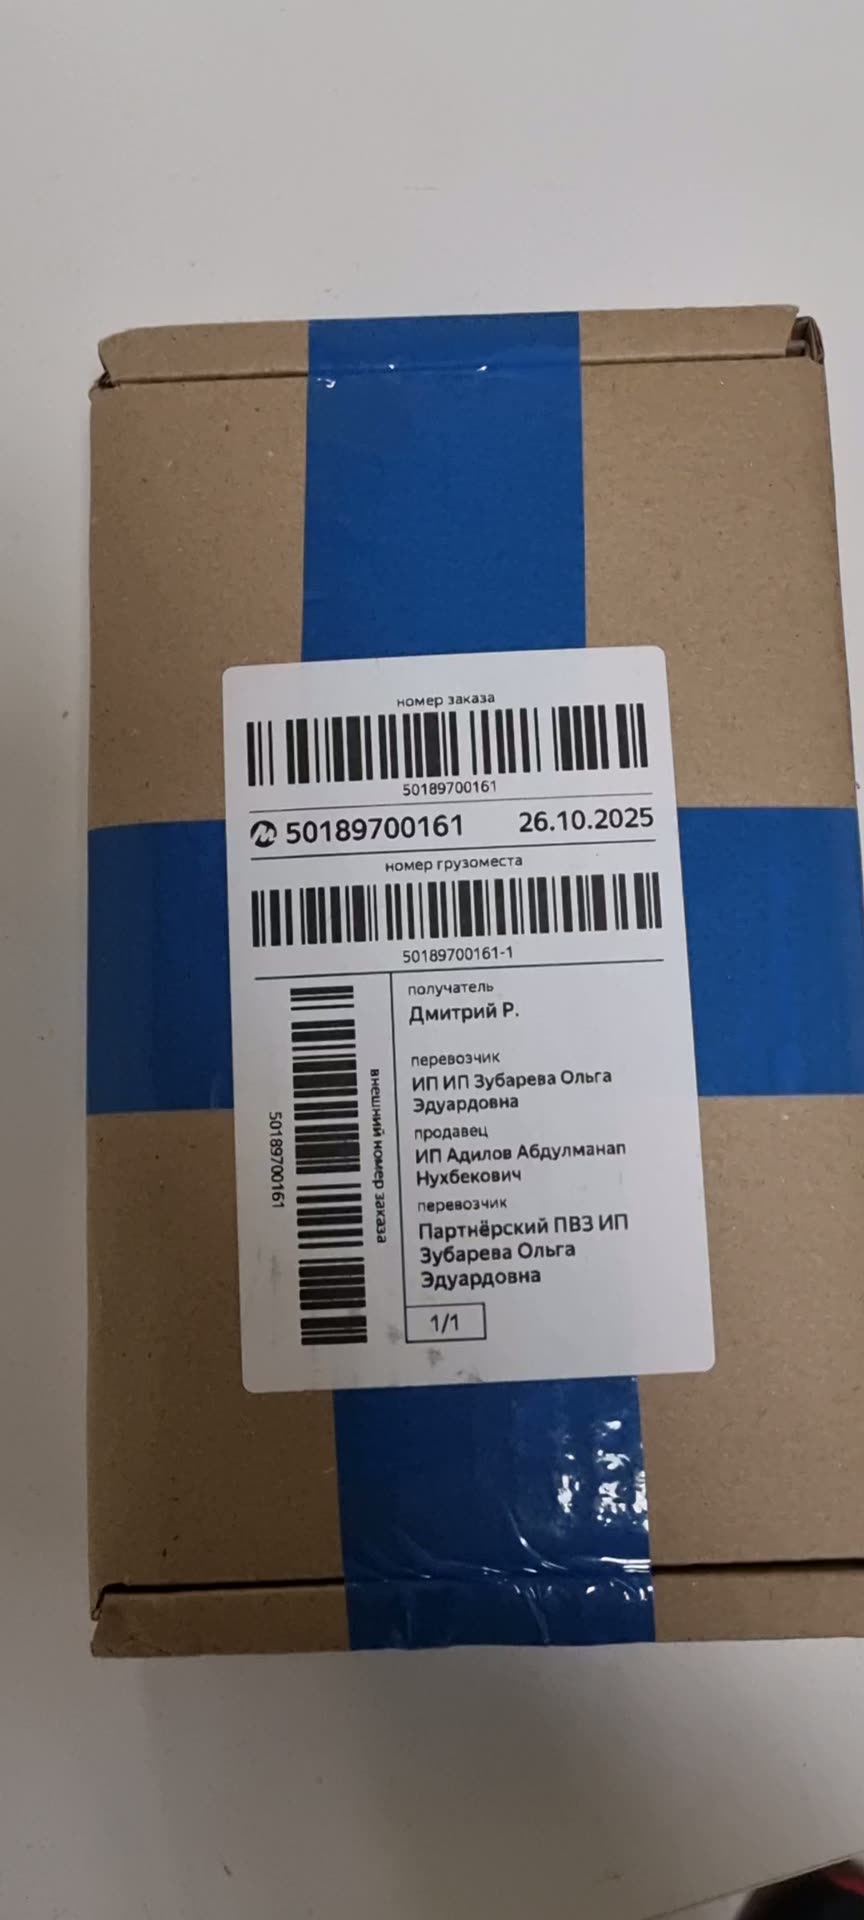 номер заказа
50189700161
50189700161 26.10.2025
номер грузоместа
50189700161-1
50189700161
внешний номер заказа
получатель
Дмитрий Р.
перевозчик
ИП ИП Зубарева Ольга
Эдуардовна
продавец
ИП Адилов Абдулманап
Нухбекович
перевозчик
Партнёрский ПВЗ ИП
Зубарева Ольга
Эдуардовна
1/1